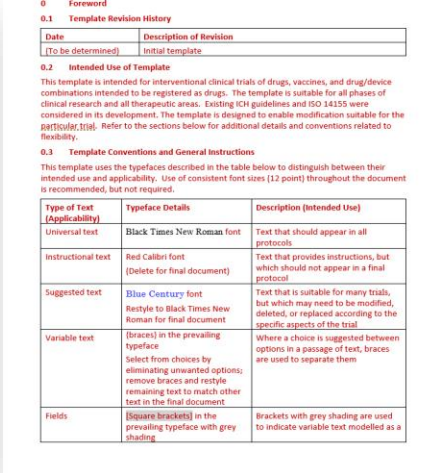 0 Foreword
0.1 Template Revision History
Date Description of Revision
(To be determined) Initial template
0.2 Intended Use of Template
This template is intended for interventional clinical trials of drugs, vaccines, and drug/device
combinations intended to be registered as drugs. The template is suitable for all phases of
clinical research and all therapeutic areas. Existing ICH guidelines and ISO 14155 were
considered in its development. The template is designed to enable modification suitable for the
particular trial. Refer to the sections below for additional details and conventions related to
flexibility.
0.3 Template Conventions and General Instructions
This template uses the typefaces described in the table below to distinguish between their
intended use and applicability. Use of consistent font sizes (12 point) throughout the document
is recommended, but not required.
Type of Text
(Applicability)
Typeface Details
Description (Intended Use)
Universal text
Black Times New Roman font
Text that should appear in all
protocols
Instructional text
Red Calibri font
(Delete for final document)
Text that provides instructions, but
which should not appear in a final
protocol
Suggested text
Blue Century font
Restyle to Black Times New
Roman for final document
Text that is suitable for many trials,
but which may need to be modified,
deleted, or replaced according to the
specific aspects of the trial
Variable text
{braces} in the prevailing
typeface
Select from choices by
eliminating unwanted options;
remove braces and restyle
remaining text to match other
text in the final document
Where a choice is suggested between
options in a passage of text, braces
are used to separate them
Fields
[Square brackets] in the
prevailing typeface with grey
shading
Brackets with grey shading are used
to indicate variable text modelled as a